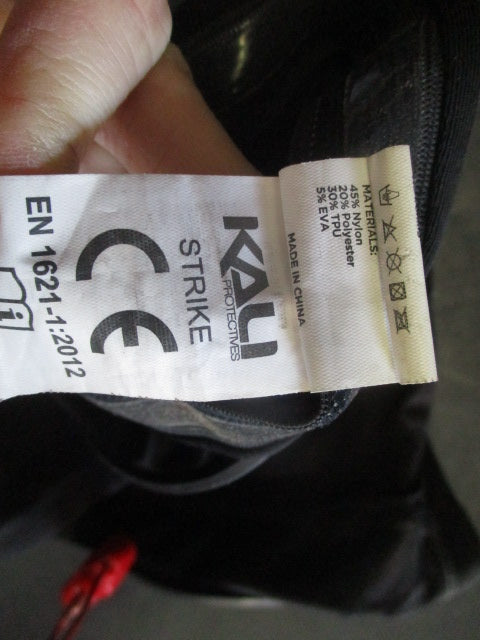 KALI
PROTECTIVES
STRIKE
CE
EN 1621-1:2012
MADE IN CHINA
MATERIALS:
45% Nylon
20% Polyester
30% TPU
5% EVA